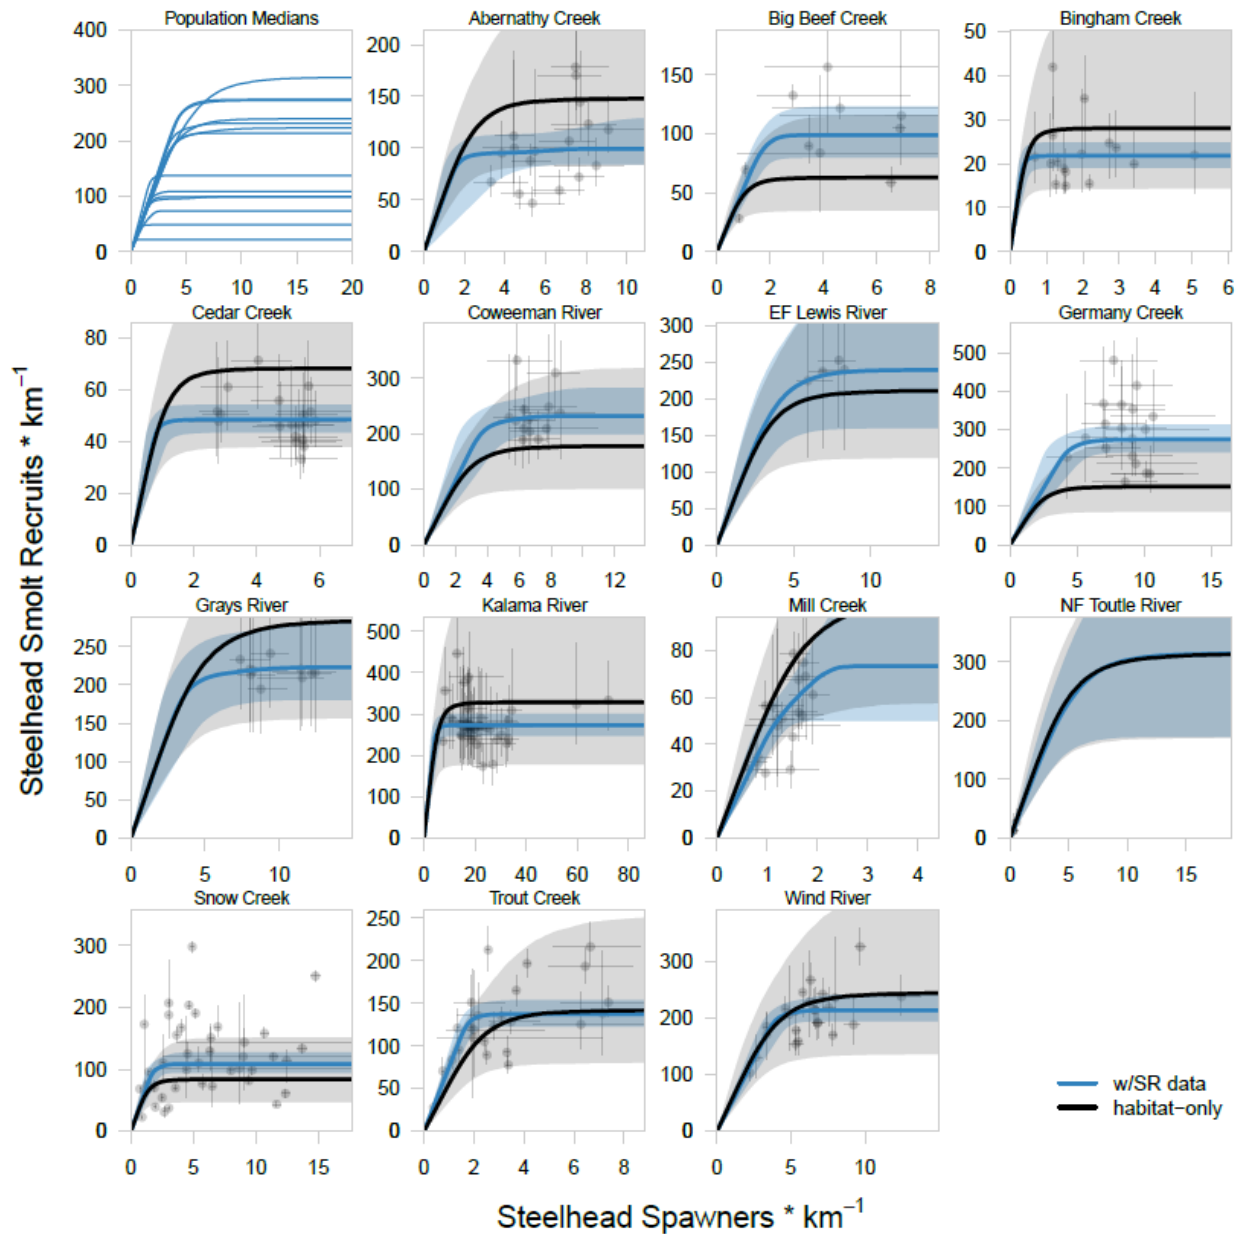 Population Medians
Abernathy Creek
Big Beef Creek
Bingham Creek
400
300
200
100
0
0 5 10 15 20
200
150
100
50
0
0 2 4 6 8 10
150
100
50
0
0 2 4 6 8
50
40
30
20
10
0
0 1 2 3 4 5 6
Cedar Creek
Coweeman River
EF Lewis River
Germany Creek
80
60
40
20
0
0 2 4 6
300
200
100
0
0 2 4 6 8 12
300
250
200
150
100
50
0
0 5 10
500
400
300
200
100
0
0 5 10 15
Grays River
Kalama River
Mill Creek
NF Toutle River
250
200
150
100
50
0
0 5 10
500
400
300
200
100
0
0 20 40 60 80
80
60
40
20
0
0 1 2 3 4
300
200
100
0
0 5 10 15
Snow Creek
Trout Creek
Wind River
300
200
100
0
0 5 10 15
250
200
150
100
50
0
0 2 4 6 8
300
200
100
0
0 5 10
w/SR data
habitat-only
Steelhead Smolt Recruits * km⁻¹
Steelhead Spawners * km⁻¹